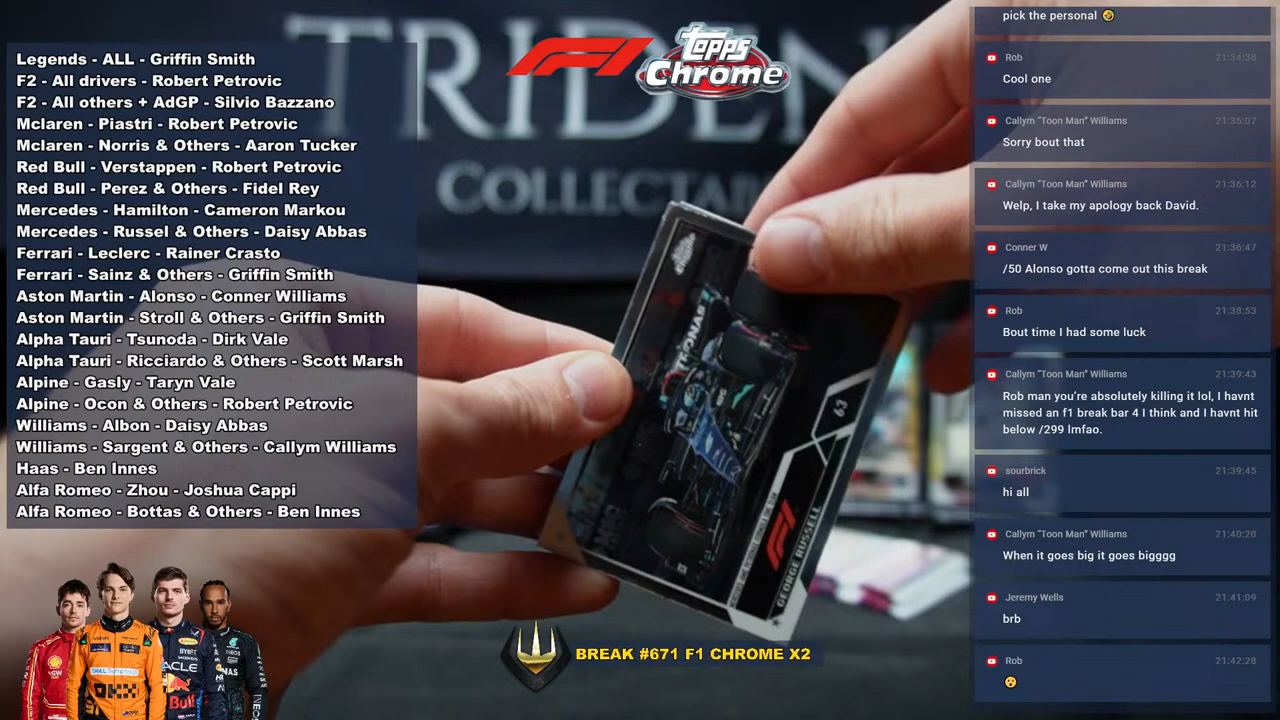 Legends - ALL - Griffin Smith
F2 - All drivers - Robert Petrovic
F2 - All others + AdGP - Silvio Bazzano
Mclaren - Piastri - Robert Petrovic
Mclaren - Norris & Others - Aaron Tucker
Red Bull - Verstappen - Robert Petrovic
Red Bull - Perez & Others - Fidel Rey
Mercedes - Hamilton - Cameron Markou
Mercedes - Russel & Others - Daisy Abbas
Ferrari - Leclerc - Rainer Crasto
Ferrari - Sainz & Others - Griffin Smith
Aston Martin - Alonso - Conner Williams
Aston Martin - Stroll & Others - Griffin Smith
Alpha Tauri - Tsunoda - Dirk Vale
Alpha Tauri - Ricciardo & Others - Scott Marsh
Alpine - Gasly - Taryn Vale
Alpine - Ocon & Others - Robert Petrovic
Williams - Albon - Daisy Abbas
Williams - Sargent & Others - Callym Williams
Haas - Ben Innes
Alfa Romeo - Zhou - Joshua Cappi
Alfa Romeo - Bottas & Others - Ben Innes
TRIDEN
COLLECTA
F1
Topps
Chrome
63
F1
GEORGE RUSSELL
BREAK #671 F1 CHROME X2
pick the personal 🤣
Rob 21:34:38
Cool one
Callym “Toon Man” Williams 21:35:07
Sorry bout that
Callym “Toon Man” Williams 21:36:12
Welp, I take my apology back David.
Conner W 21:36:47
/50 Alonso gotta come out this break
Rob 21:38:53
Bout time I had some luck
Callym “Toon Man” Williams 21:39:43
Rob man you’re absolutely killing it lol, I havnt
missed an f1 break bar 4 I think and I havnt hit
below /299 lmfao.
sourbrick 21:39:45
hi all
Callym “Toon Man” Williams 21:40:20
When it goes big it goes bigggg
Jeremy Wells 21:41:09
brb
Rob 21:42:28
😮